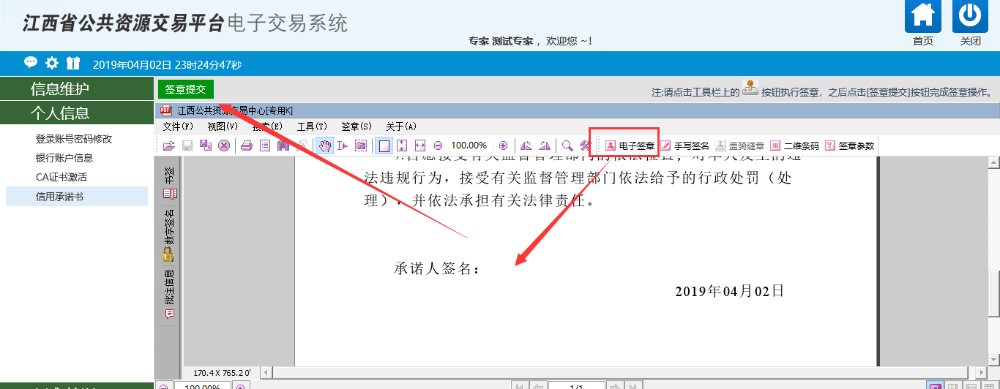 江西省公共资源交易平台电子交易系统
专家 测试专家 ，欢迎您 ~！
首页
关闭
2019年04月02日 23时24分47秒
信息维护
个人信息
登录账号密码修改
银行账户信息
CA证书激活
信用承诺书
签章提交
注:请点击工具栏上的 按钮执行签章，之后点击[签章提交]按钮完成签章操作。
江西公共资源交易中心[专用K]
文件(F) 视图(V) 搜索(E) 工具(T) 签章(S) 关于(A)
100.00% 电子签章 手写签名 盖骑缝章 二维条码 签章参数
书签
数字签名
批注信息
7.自愿接受有关监督管理部门的依法检查，对本人发生的违
法违规行为，接受有关监督管理部门依法给予的行政处罚（处
理），并依法承担有关法律责任。
承诺人签名：
2019年04月02日
170.4 X 765.2 0'
100.00% 1/1